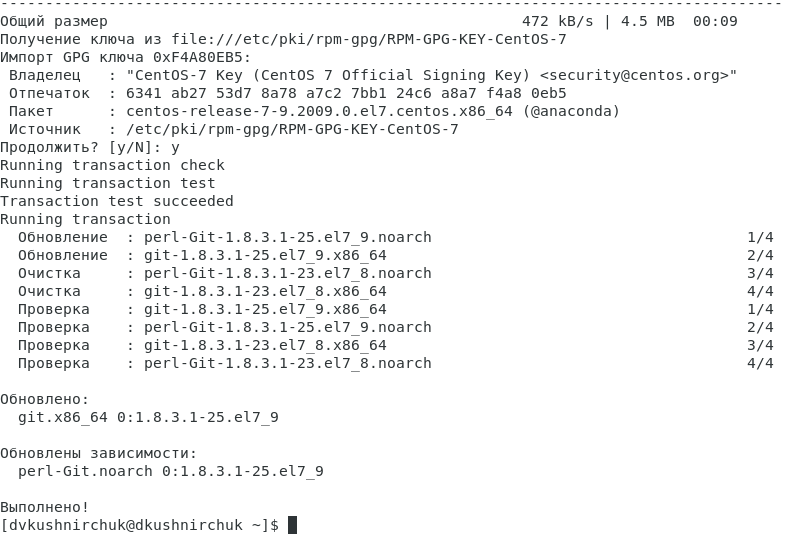 ---------------------------------------------------------------------------------------
Общий размер                                              472 kB/s | 4.5 MB  00:09
Получение ключа из file:///etc/pki/rpm-gpg/RPM-GPG-KEY-CentOS-7
Импорт GPG ключа 0xF4A80EB5:
 Владелец   : "CentOS-7 Key (CentOS 7 Official Signing Key) <security@centos.org>"
 Отпечаток  : 6341 ab27 53d7 8a78 a7c2 7bb1 24c6 a8a7 f4a8 0eb5
 Пакет      : centos-release-7-9.2009.0.el7.centos.x86_64 (@anaconda)
 Источник   : /etc/pki/rpm-gpg/RPM-GPG-KEY-CentOS-7
Продолжить? [y/N]: y
Running transaction check
Running transaction test
Transaction test succeeded
Running transaction
  Обновление  : perl-Git-1.8.3.1-25.el7_9.noarch                                   1/4
  Обновление  : git-1.8.3.1-25.el7_9.x86_64                                        2/4
  Очистка     : perl-Git-1.8.3.1-23.el7_8.noarch                                   3/4
  Очистка     : git-1.8.3.1-23.el7_8.x86_64                                        4/4
  Проверка    : git-1.8.3.1-25.el7_9.x86_64                                        1/4
  Проверка    : perl-Git-1.8.3.1-25.el7_9.noarch                                   2/4
  Проверка    : git-1.8.3.1-23.el7_8.x86_64                                        3/4
  Проверка    : perl-Git-1.8.3.1-23.el7_8.noarch                                   4/4

Обновлено:
  git.x86_64 0:1.8.3.1-25.el7_9

Обновлены зависимости:
  perl-Git.noarch 0:1.8.3.1-25.el7_9

Выполнено!
[dvkushnirchuk@dkushnirchuk ~]$